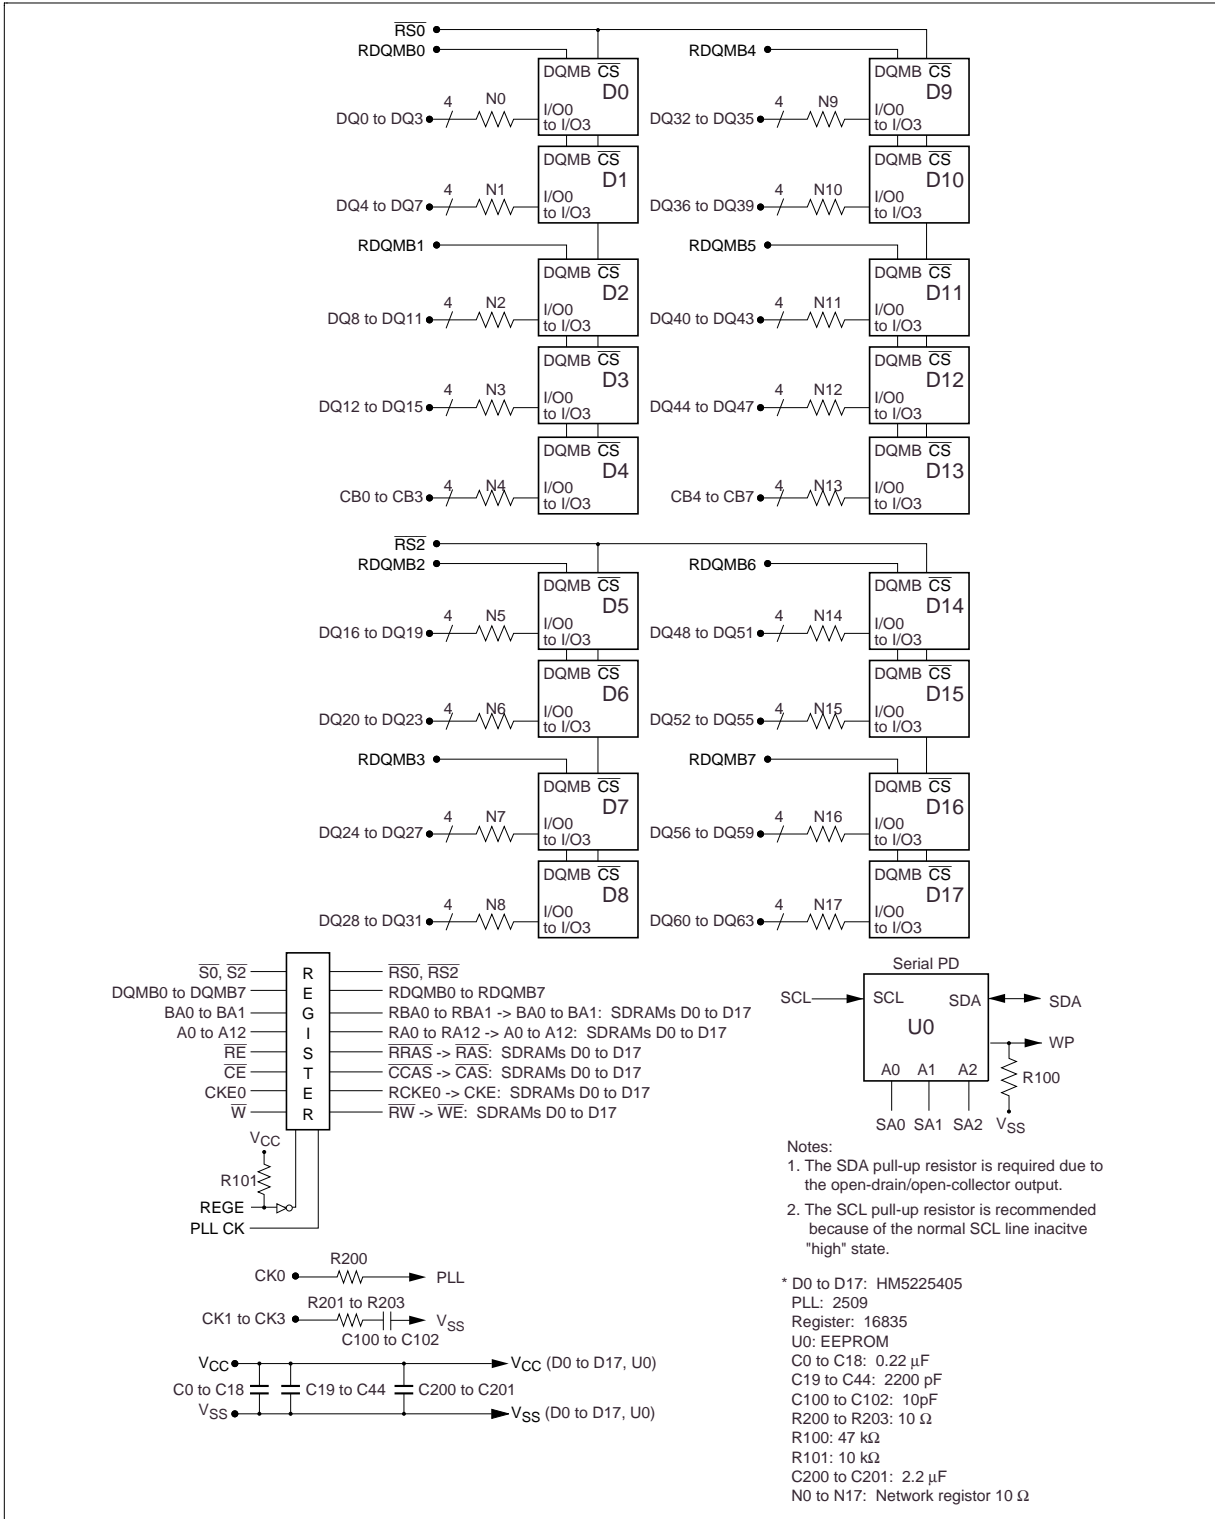 RS0
RDQMB0 RDQMB4
DQMB CS DQMB CS
D0 D9
4 N0 4 N9
DQ0 to DQ3 I/O0 to I/O3 DQ32 to DQ35 I/O0 to I/O3
DQMB CS DQMB CS
D1 D10
4 N1 4 N10
DQ4 to DQ7 I/O0 to I/O3 DQ36 to DQ39 I/O0 to I/O3
RDQMB1 RDQMB5
DQMB CS DQMB CS
D2 D11
4 N2 4 N11
DQ8 to DQ11 I/O0 to I/O3 DQ40 to DQ43 I/O0 to I/O3
DQMB CS DQMB CS
D3 D12
4 N3 4 N12
DQ12 to DQ15 I/O0 to I/O3 DQ44 to DQ47 I/O0 to I/O3
DQMB CS DQMB CS
D4 D13
4 N4 4 N13
CB0 to CB3 I/O0 to I/O3 CB4 to CB7 I/O0 to I/O3
RS2
RDQMB2 RDQMB6
DQMB CS DQMB CS
D5 D14
4 N5 4 N14
DQ16 to DQ19 I/O0 to I/O3 DQ48 to DQ51 I/O0 to I/O3
DQMB CS DQMB CS
D6 D15
4 N6 4 N15
DQ20 to DQ23 I/O0 to I/O3 DQ52 to DQ55 I/O0 to I/O3
RDQMB3 RDQMB7
DQMB CS DQMB CS
D7 D16
4 N7 4 N16
DQ24 to DQ27 I/O0 to I/O3 DQ56 to DQ59 I/O0 to I/O3
DQMB CS DQMB CS
D8 D17
4 N8 4 N17
DQ28 to DQ31 I/O0 to I/O3 DQ60 to DQ63 I/O0 to I/O3
S0, S2 R RS0, RS2
DQMB0 to DQMB7 E RDQMB0 to RDQMB7
BA0 to BA1 G RBA0 to RBA1 -> BA0 to BA1: SDRAMs D0 to D17
A0 to A12 I RA0 to RA12 -> A0 to A12: SDRAMs D0 to D17
RE S RRAS -> RAS: SDRAMs D0 to D17
CE T CCAS -> CAS: SDRAMs D0 to D17
CKE0 E RCKE0 -> CKE: SDRAMs D0 to D17
W R RW -> WE: SDRAMs D0 to D17
VCC
R101
REGE
PLL CK
Serial PD
SCL SCL SDA SDA
U0
WP
A0 A1 A2 R100
SA0 SA1 SA2 VSS
R200
CK0 PLL
R201 to R203
CK1 to CK3 VSS
C100 to C102
VCC VCC (D0 to D17, U0)
C0 to C18 C19 to C44 C200 to C201
VSS VSS (D0 to D17, U0)
Notes:
1. The SDA pull-up resistor is required due to
the open-drain/open-collector output.
2. The SCL pull-up resistor is recommended
because of the normal SCL line inacitve
"high" state.
* D0 to D17: HM5225405
PLL: 2509
Register: 16835
U0: EEPROM
C0 to C18: 0.22 μF
C19 to C44: 2200 pF
C100 to C102: 10pF
R200 to R203: 10 Ω
R100: 47 kΩ
R101: 10 kΩ
C200 to C201: 2.2 μF
N0 to N17: Network registor 10 Ω